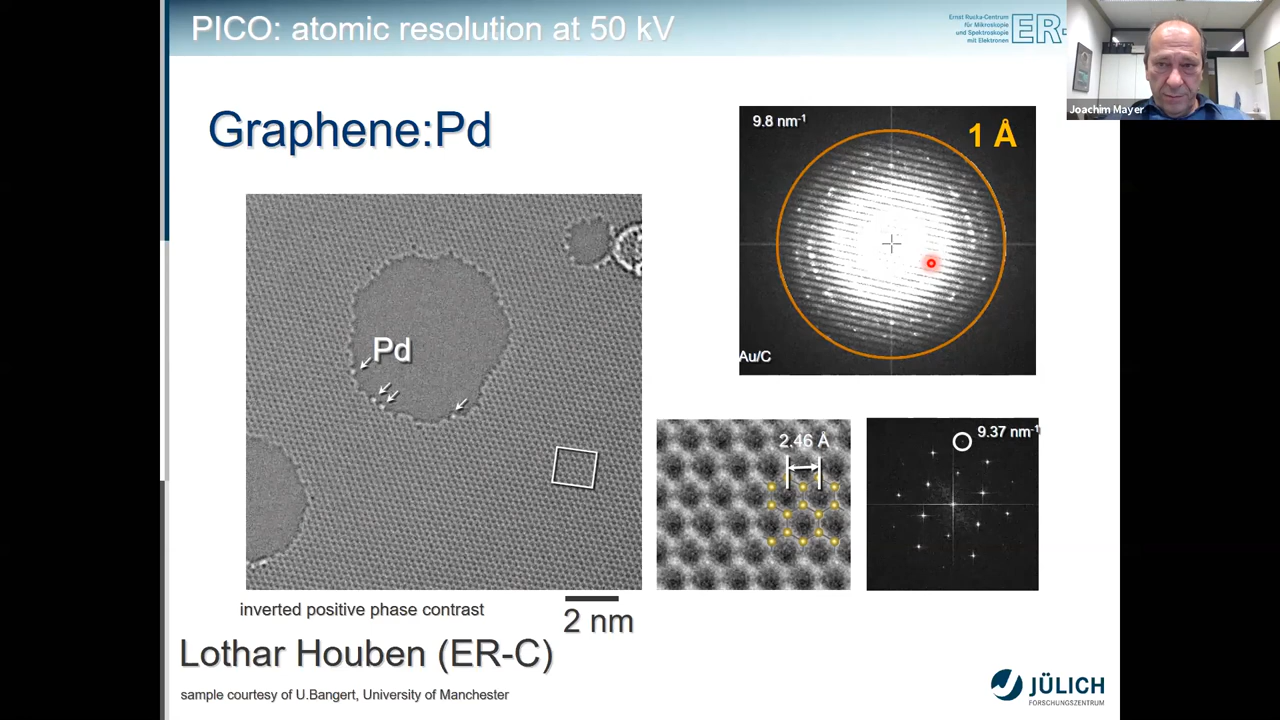 PICO: atomic resolution at 50 kV
Ernst Ruska-Centrum
für Mikroskopie
und Spektroskopie
mit Elektronen
ER
Joachim Mayer
Graphene:Pd
9.8 nm-1
1 Å
Pd
Au/C
2.46 Å
9.37 nm-1
inverted positive phase contrast
2 nm
Lothar Houben (ER-C)
sample courtesy of U.Bangert, University of Manchester
JÜLICH
FORSCHUNGSZENTRUM